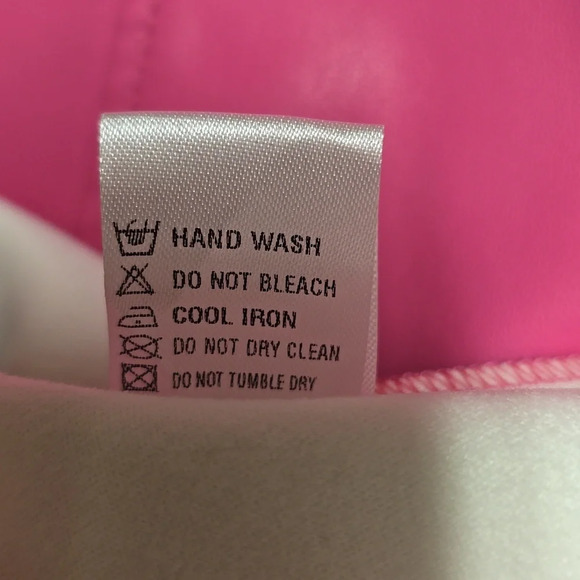 HAND WASH
DO NOT BLEACH
COOL IRON
DO NOT DRY CLEAN
DO NOT TUMBLE DRY